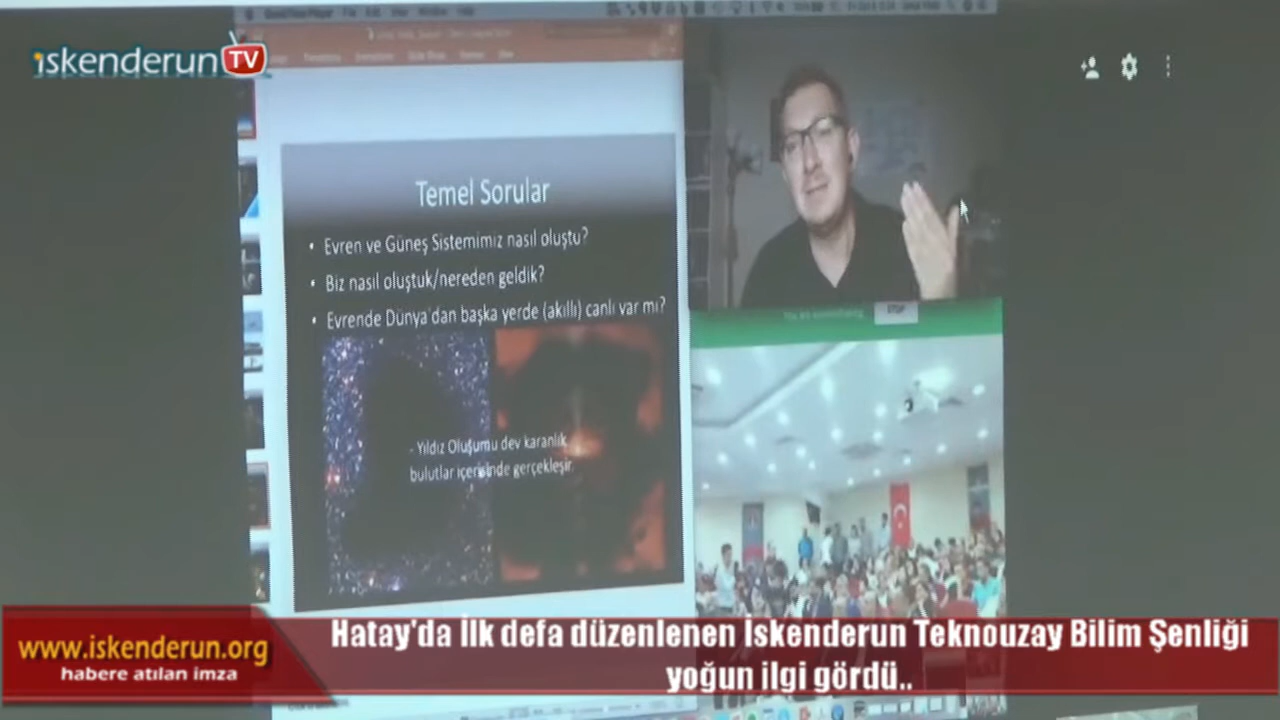 iskenderun TV
Temel Sorular
• Evren ve Güneş Sistemimiz nasıl oluştu?
• Biz nasıl oluştuk/nereden geldik?
• Evrende Dünya'dan başka yerde (akıllı) canlı var mı?
- Yıldız Oluşumu dev karanlık
bulutlar içerisinde gerçekleşir.
STOP
www.iskenderun.org
habere atılan imza
Hatay'da İlk defa düzenlenen İskenderun Teknouzay Bilim Şenliği
yoğun ilgi gördü..